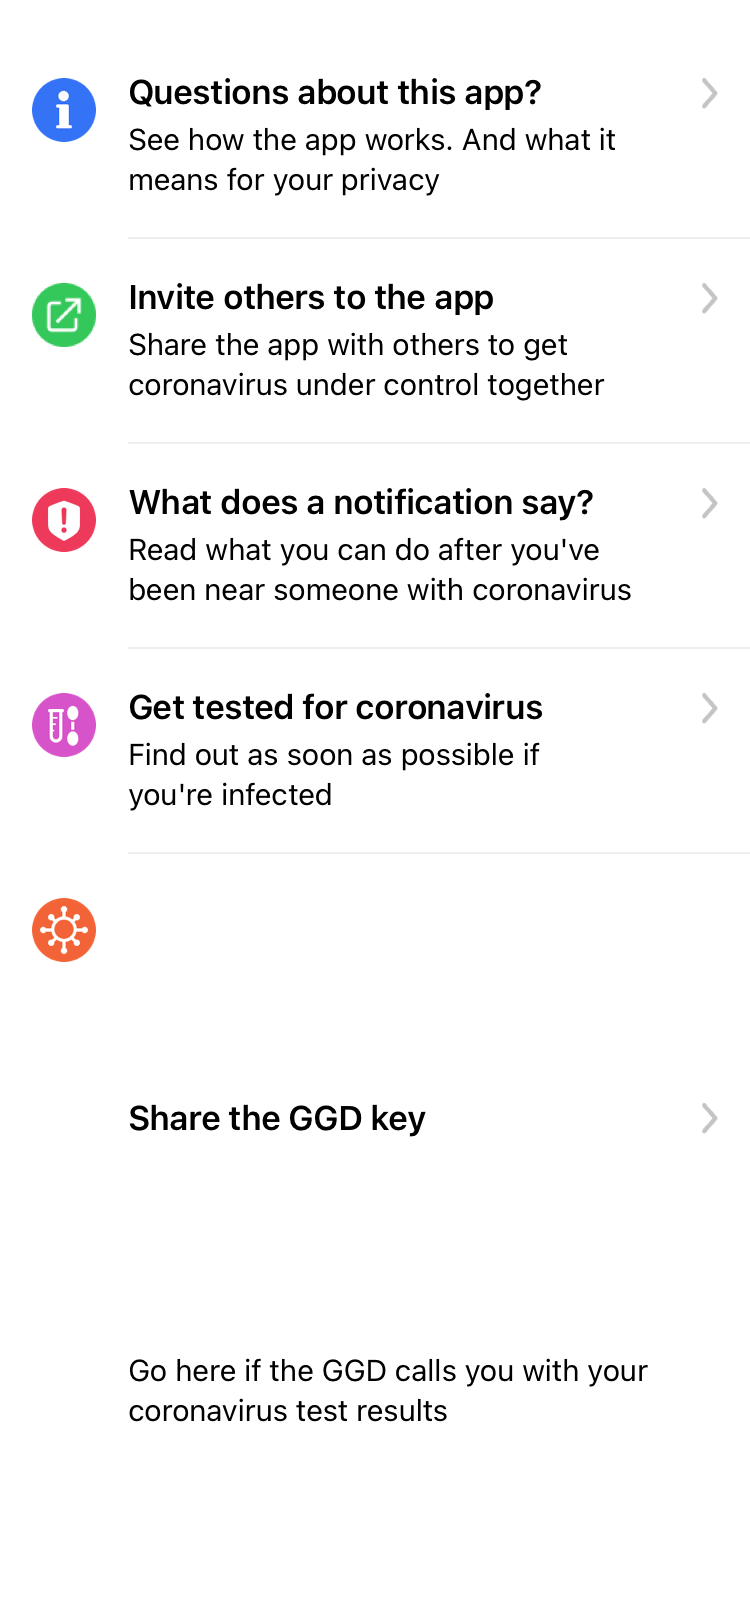 Questions about this app?
See how the app works. And what it
means for your privacy
Invite others to the app
Share the app with others to get
coronavirus under control together
What does a notification say?
Read what you can do after you've
been near someone with coronavirus
Get tested for coronavirus
Find out as soon as possible if
you're infected
Share the GGD key
Go here if the GGD calls you with your
coronavirus test results